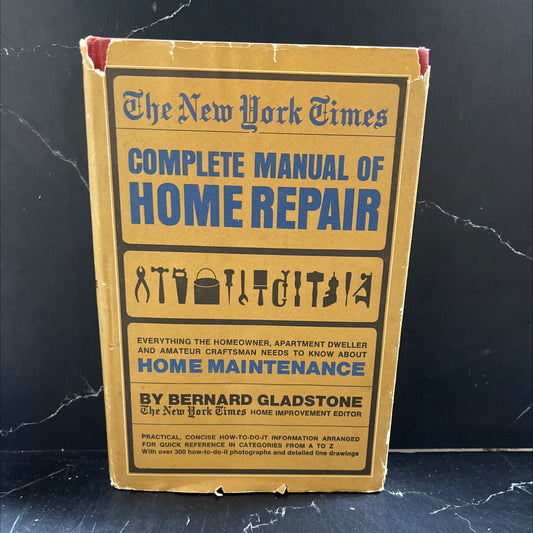 The New York Times
COMPLETE MANUAL OF
HOME REPAIR
EVERYTHING THE HOMEOWNER, APARTMENT DWELLER
AND AMATEUR CRAFTSMAN NEEDS TO KNOW ABOUT
HOME MAINTENANCE
BY BERNARD GLADSTONE
The New York Times HOME IMPROVEMENT EDITOR
PRACTICAL, CONCISE HOW-TO-DO-IT INFORMATION ARRANGED
FOR QUICK REFERENCE IN CATEGORIES FROM A TO Z
With over 300 how-to-do-it photographs and detailed line drawings